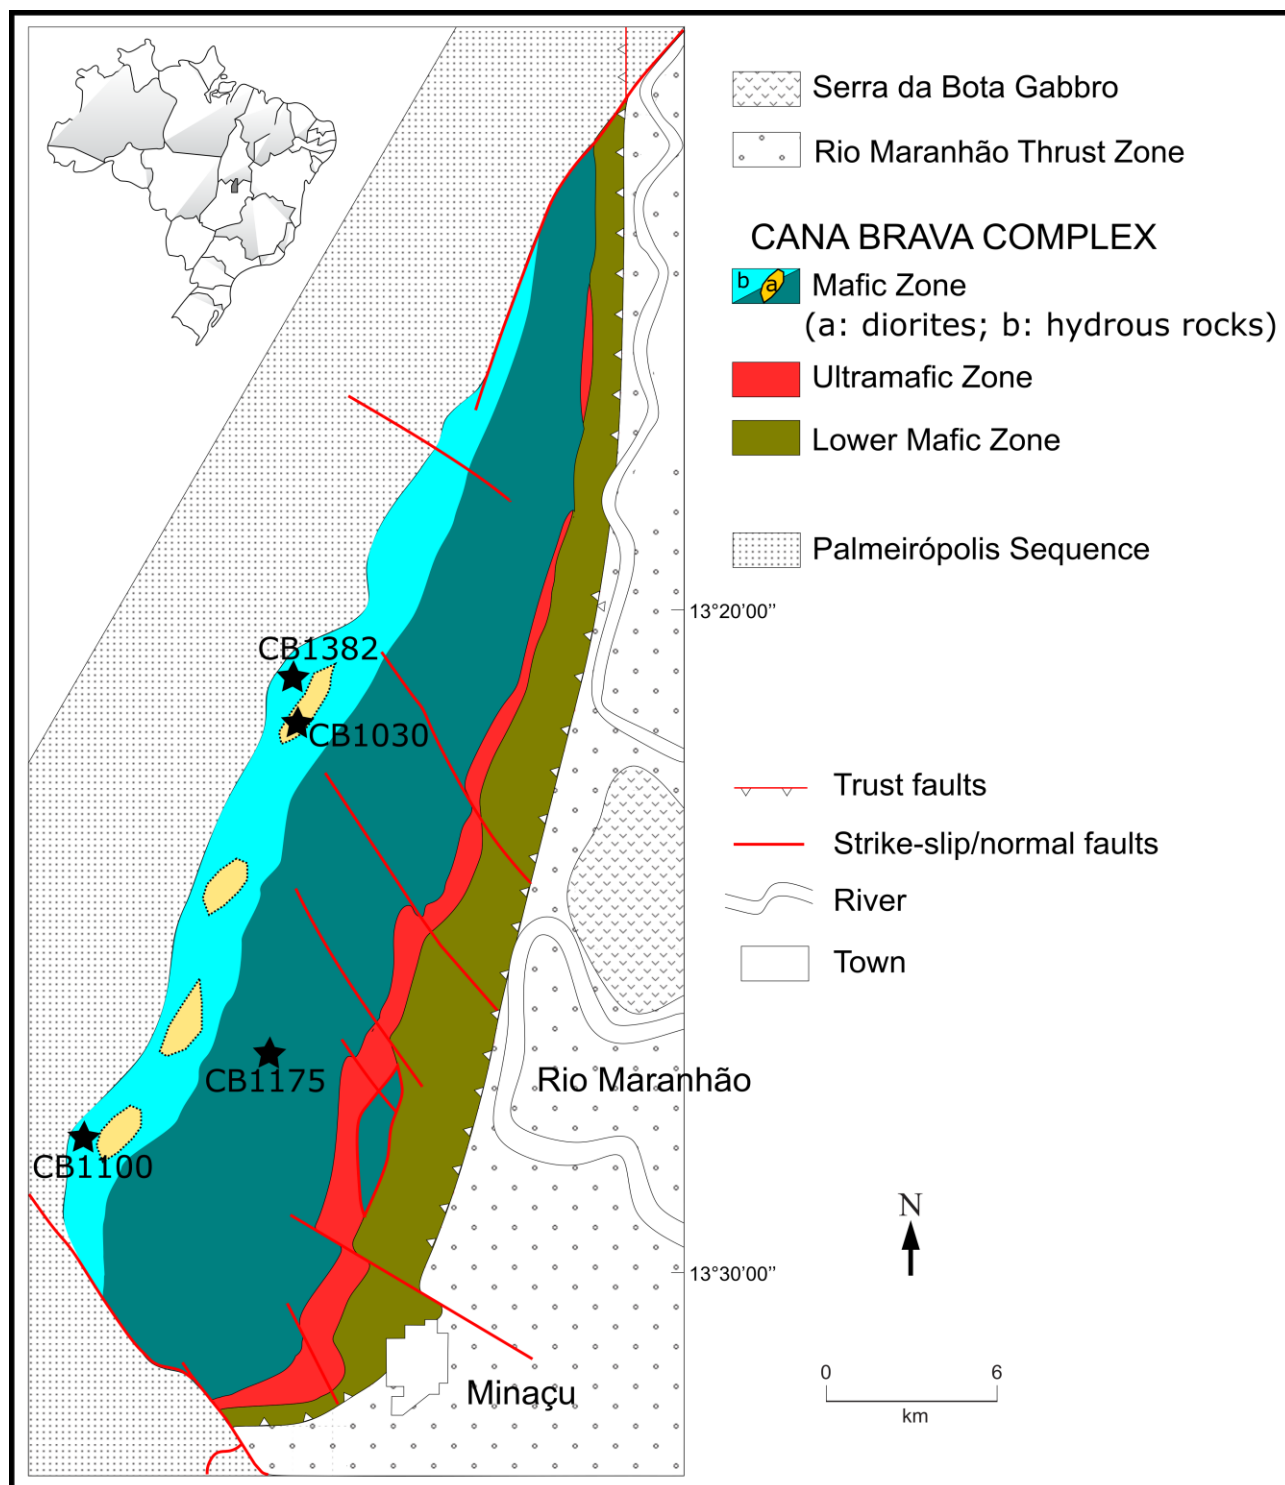 Serra da Bota Gabbro
Rio Maranhão Thrust Zone
CANA BRAVA COMPLEX
b
a
Mafic Zone
(a: diorites; b: hydrous rocks)
Ultramafic Zone
Lower Mafic Zone
Palmeirópolis Sequence
13°20'00''
CB1382
CB1030
Trust faults
Strike-slip/normal faults
River
Town
CB1175
Rio Maranhão
CB1100
N
13°30'00''
Minaçu
0 6
km